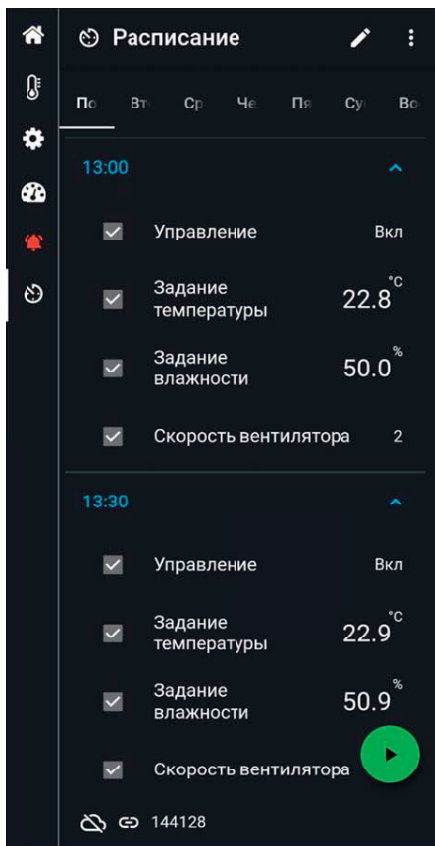 Расписание
По Вт Ср Че Пя Су Во
13:00
Управление Вкл
Задание
температуры 22.8 °C
Задание
влажности 50.0 %
Скорость вентилятора 2
13:30
Управление Вкл
Задание
температуры 22.9 °C
Задание
влажности 50.9 %
Скорость вентилятора
144128